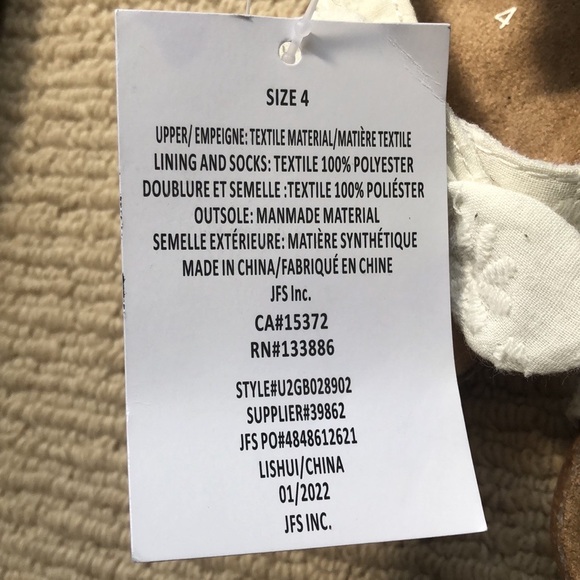 4
SIZE 4
UPPER/ EMPEIGNE: TEXTILE MATERIAL/MATIÈRE TEXTILE
LINING AND SOCKS: TEXTILE 100% POLYESTER
DOUBLURE ET SEMELLE :TEXTILE 100% POLIÉSTER
OUTSOLE: MANMADE MATERIAL
SEMELLE EXTÉRIEURE: MATIÈRE SYNTHÉTIQUE
MADE IN CHINA/FABRIQUÉ EN CHINE
JFS Inc.
CA#15372
RN#133886
STYLE#U2GB028902
SUPPLIER#39862
JFS PO#4848612621
LISHUI/CHINA
01/2022
JFS INC.